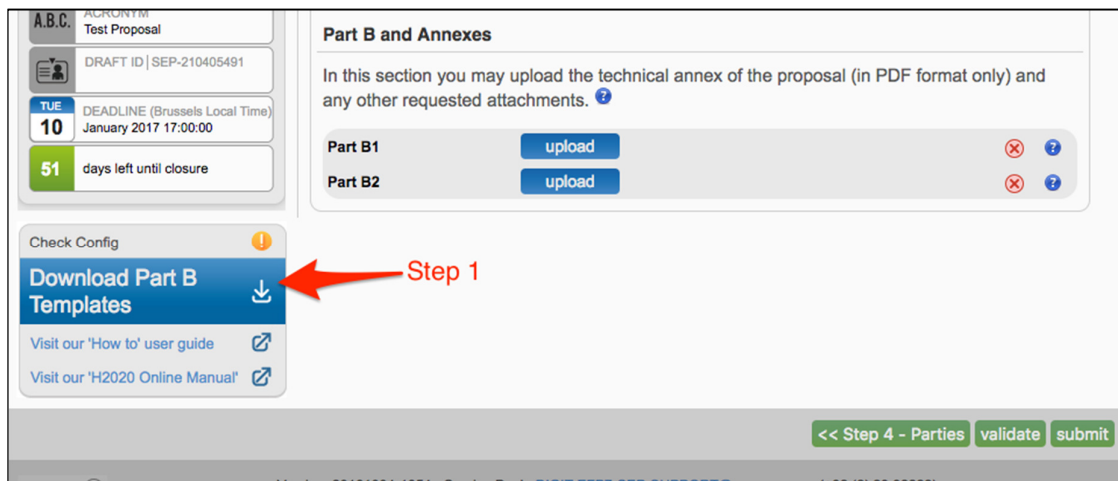 A.B.C.
ACRONYM
Test Proposal
DRAFT ID | SEP-210405491
TUE
10
DEADLINE (Brussels Local Time)
January 2017 17:00:00
51
days left until closure
Part B and Annexes
In this section you may upload the technical annex of the proposal (in PDF format only) and
any other requested attachments. ?
Part B1 upload ?
Part B2 upload ?
Check Config !
Download Part B
Templates
Step 1
Visit our 'How to' user guide
Visit our 'H2020 Online Manual'
<< Step 4 - Parties validate submit